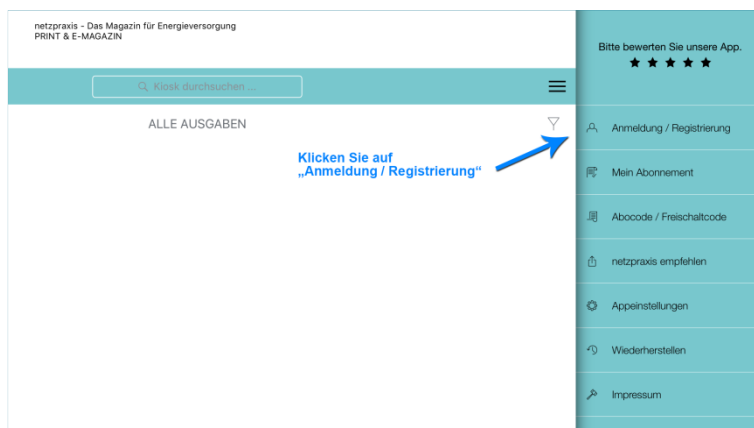 netzpraxis - Das Magazin für Energieversorgung
PRINT & E-MAGAZIN
Kiosk durchsuchen ...
ALLE AUSGABEN
Klicken Sie auf
„Anmeldung / Registrierung“
Bitte bewerten Sie unsere App.
Anmeldung / Registrierung
Mein Abonnement
Abocode / Freischaltcode
netzpraxis empfehlen
Appeinstellungen
Wiederherstellen
Impressum